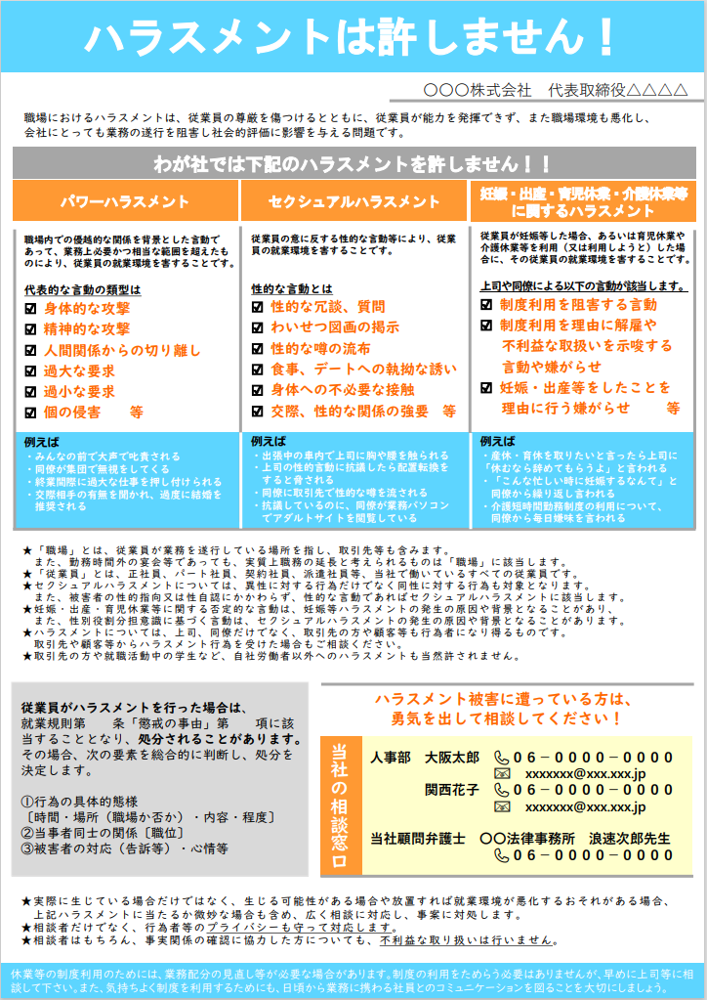 ハラスメントは許しません！
〇〇〇株式会社　代表取締役△△△△
職場におけるハラスメントは、従業員の尊厳を傷つけるとともに、従業員が能力を発揮できず、また職場環境も悪化し、
会社にとっても業務の遂行を阻害し社会的評価に影響を与える問題です。
わが社では下記のハラスメントを許しません！！
パワーハラスメント
職場内での優越的な関係を背景とした言動で
あって、業務上必要かつ相当な範囲を超えたも
のにより、従業員の就業環境を害することです。
代表的な言動の類型は
☑ 身体的な攻撃
☑ 精神的な攻撃
☑ 人間関係からの切り離し
☑ 過大な要求
☑ 過小な要求
☑ 個の侵害　　等
例えば
・みんなの前で大声で叱責される
・同僚が集団で無視をしてくる
・終業間際に過大な仕事を押し付けられる
・交際相手の有無を聞かれ、過度に結婚を
推奨される
セクシュアルハラスメント
従業員の意に反する性的な言動等により、従業
員の就業環境を害することです。
性的な言動とは
☑ 性的な冗談、質問
☑ わいせつ図画の掲示
☑ 性的な噂の流布
☑ 食事、デートへの執拗な誘い
☑ 身体への不必要な接触
☑ 交際、性的な関係の強要　等
例えば
・出張中の車内で上司に胸や腰を触られる
・上司の性的言動に抗議したら配置転換を
すると脅される
・同僚に取引先で性的な噂を流される
・抗議しているのに、同僚が業務パソコン
でアダルトサイトを閲覧している
妊娠・出産・育児休業・介護休業等
に関するハラスメント
従業員が妊娠等した場合、あるいは育児休業や
介護休業等を利用（又は利用しようと）した場
合に、その従業員の就業環境を害することです。
上司や同僚による以下の言動が該当します。
☑ 制度利用を阻害する言動
☑ 制度利用を理由に解雇や
不利益な取扱いを示唆する
言動や嫌がらせ
☑ 妊娠・出産等をしたことを
理由に行う嫌がらせ　　等
例えば
・産休・育休を取りたいと言ったら上司に
「休むなら辞めてもらうよ」と言われる
・「こんな忙しい時に妊娠するなんて」と
同僚から繰り返し言われる
・介護短時間勤務制度の利用について、
同僚から毎日嫌味を言われる
★「職場」とは、従業員が業務を遂行している場所を指し、取引先等も含みます。
また、勤務時間外の宴会等であっても、実質上職務の延長と考えられるものは「職場」に該当します。
★「従業員」とは、正社員、パート社員、契約社員、派遣社員等、当社で働いているすべての従業員です。
★セクシュアルハラスメントについては、異性に対する行為だけでなく同性に対する行為も対象となります。
また、被害者の性的指向又は性自認にかかわらず、性的な言動であればセクシュアルハラスメントに該当します。
★妊娠・出産・育児休業等に関する否定的な言動は、妊娠等ハラスメントの発生の原因や背景となることがあり、
また、性別役割分担意識に基づく言動は、セクシュアルハラスメントの発生の原因や背景となることがあります。
★ハラスメントについては、上司、同僚だけでなく、取引先の方や顧客等も行為者になり得るものです。
取引先や顧客等からハラスメント行為を受けた場合もご相談ください。
★取引先の方や就職活動中の学生など、自社労働者以外へのハラスメントも当然許されません。
従業員がハラスメントを行った場合は、
就業規則第　　条「懲戒の事由」第　　項に該
当することとなり、処分されることがあります。
その場合、次の要素を総合的に判断し、処分を
決定します。
①行為の具体的態様
〔時間・場所（職場か否か）・内容・程度〕
②当事者同士の関係〔職位〕
③被害者の対応（告訴等）・心情等
ハラスメント被害に遭っている方は、
勇気を出して相談してください！
当社の相談窓口
人事部　大阪太郎　06－0000－0000
xxxxxxx@xxx.xxx.jp
関西花子　06－0000－0000
xxxxxxx@xxx.xxx.jp
当社顧問弁護士　〇〇法律事務所　浪速次郎先生
06－0000－0000
★実際に生じている場合だけではなく、生じる可能性がある場合や放置すれば就業環境が悪化するおそれがある場合、
上記ハラスメントに当たるか微妙な場合も含め、広く相談に対応し、事案に対処します。
★相談者だけでなく、行為者等のプライバシーも守って対応します。
★相談者はもちろん、事実関係の確認に協力した方についても、不利益な取り扱いは行いません。
休業等の制度利用のためには、業務配分の見直し等が必要な場合があります。制度の利用をためらう必要はありませんが、早めに上司等に相
談して下さい。また、気持ちよく制度を利用するためにも、日頃から業務に携わる社員とのコミュニケーションを図ることを大切にしましょう。